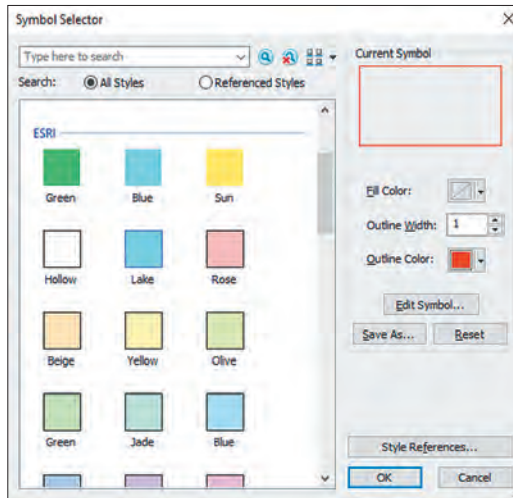 Symbol Selector
Type here to search
Search: All Styles Referenced Styles
ESRI
Green Blue Sun
Hollow Lake Rose
Beige Yellow Olive
Green Jade Blue
Current Symbol
Fill Color:
Outline Width: 1
Outline Color:
Edit Symbol...
Save As... Reset
Style References...
OK Cancel